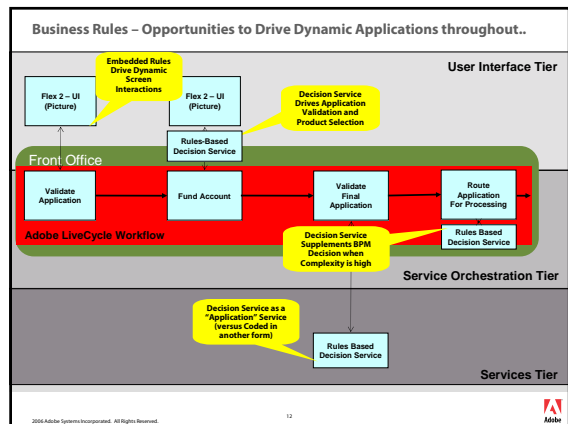 Business Rules – Opportunities to Drive Dynamic Applications throughout..
User Interface Tier
Embedded Rules
Drive Dynamic
Screen
Interactions
Flex 2 – UI
(Picture)
Flex 2 – UI
(Picture)
Decision Service
Drives Application
Validation and
Product Selection
Rules-Based
Decision Service
Front Office
Validate
Application
Fund Account
Validate
Final
Application
Route
Application
For Processing
Adobe LiveCycle Workflow
Decision Service
Supplements BPM
Decision when
Complexity is high
Rules Based
Decision Service
Service Orchestration Tier
Decision Service as a
"Application" Service
(versus Coded in
another form)
Rules Based
Decision Service
Services Tier
2006 Adobe Systems Incorporated. All Rights Reserved.
12
Adobe